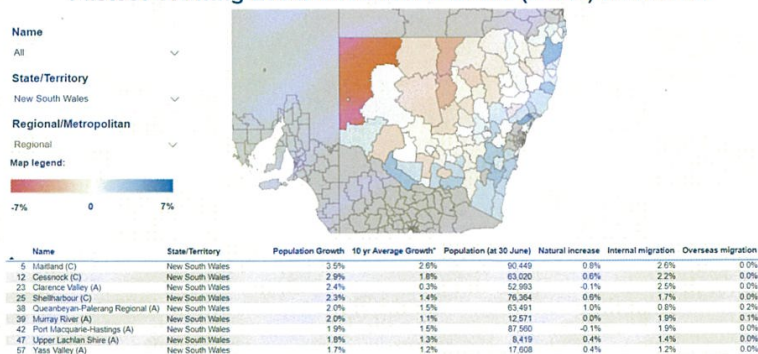 Name
All
State/Territory
New South Wales
Regional/Metropolitan
Regional
Map legend:
-7% 0 7%
Name State/Territory Population Growth 10 yr Average Growth* Population (at 30 June) Natural increase Internal migration Overseas migration
5 Maitland (C) New South Wales 3.5% 2.6% 90,449 0.8% 2.6% 0.0%
12 Cessnock (C) New South Wales 2.9% 1.8% 63,020 0.6% 2.2% 0.0%
23 Clarence Valley (A) New South Wales 2.4% 0.3% 52,993 -0.1% 2.5% 0.0%
25 Shellharbour (C) New South Wales 2.3% 1.4% 76,364 0.6% 1.7% 0.0%
38 Queanbeyan-Palerang Regional (A) New South Wales 2.0% 1.5% 63,491 1.0% 0.8% 0.2%
39 Murray River (A) New South Wales 2.0% 1.1% 12,571 0.0% 1.9% 0.1%
42 Port Macquarie-Hastings (A) New South Wales 1.9% 1.5% 87,560 -0.1% 1.9% 0.0%
47 Upper Lachlan Shire (A) New South Wales 1.8% 1.3% 8,419 0.4% 1.4% 0.0%
57 Yass Valley (A) New South Wales 1.7% 1.2% 17,608 0.4% 1.2% 0.0%